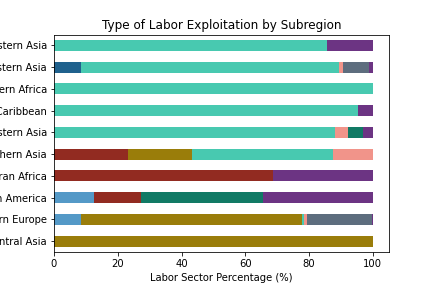 Type of Labor Exploitation by Subregion
stern Asia
stern Asia
ern Africa
Caribbean
stern Asia
hern Asia
ran Africa
n America
rn Europe
ntral Asia
0 20 40 60 80 100
Labor Sector Percentage (%)